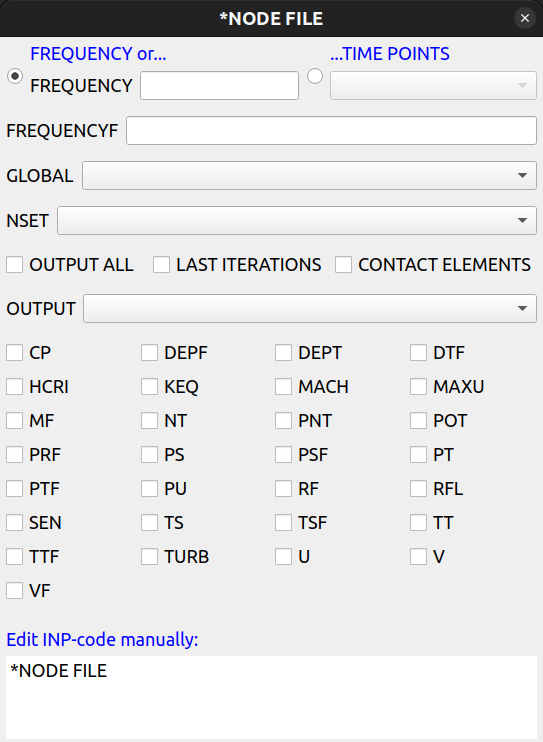 *NODE FILE
FREQUENCY or...
...TIME POINTS
FREQUENCY
FREQUENCYF
GLOBAL
NSET
OUTPUT ALL LAST ITERATIONS CONTACT ELEMENTS
OUTPUT
CP DEPF DEPT DTF
HCRI KEQ MACH MAXU
MF NT PNT POT
PRF PS PSF PT
PTF PU RF RFL
SEN TS TSF TT
TTF TURB U V
VF
Edit INP-code manually:
*NODE FILE